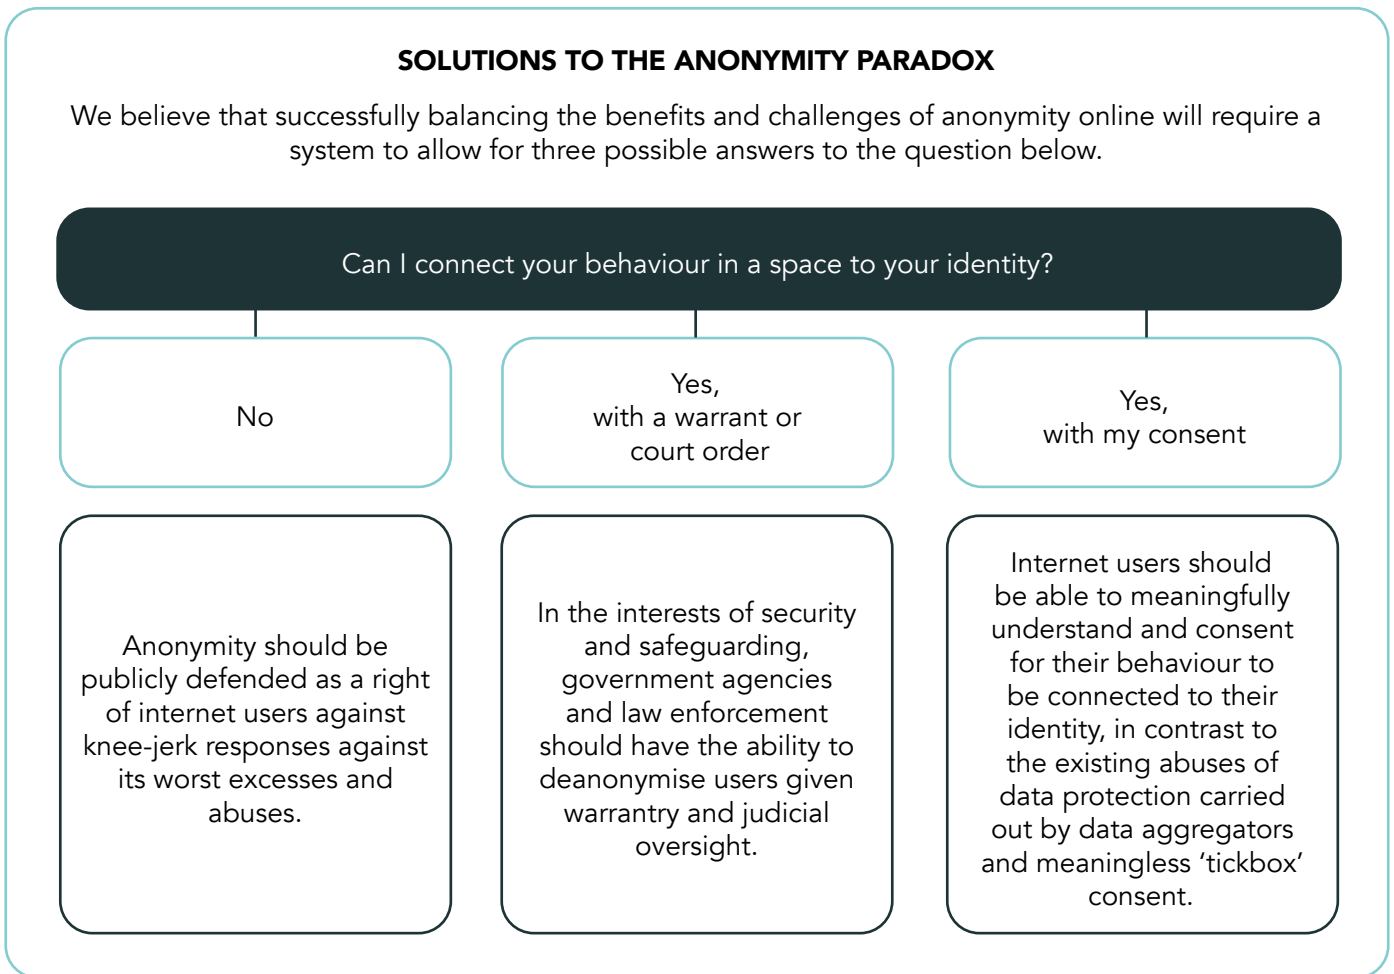 SOLUTIONS TO THE ANONYMITY PARADOX
We believe that successfully balancing the benefits and challenges of anonymity online will require a
system to allow for three possible answers to the question below.
Can I connect your behaviour in a space to your identity?
No
Yes,
with a warrant or
court order
Yes,
with my consent
Anonymity should be
publicly defended as a right
of internet users against
knee-jerk responses against
its worst excesses and
abuses.
In the interests of security
and safeguarding,
government agencies
and law enforcement
should have the ability to
deanonymise users given
warrantry and judicial
oversight.
Internet users should
be able to meaningfully
understand and consent
for their behaviour to
be connected to their
identity, in contrast to
the existing abuses of
data protection carried
out by data aggregators
and meaningless ‘tickbox’
consent.